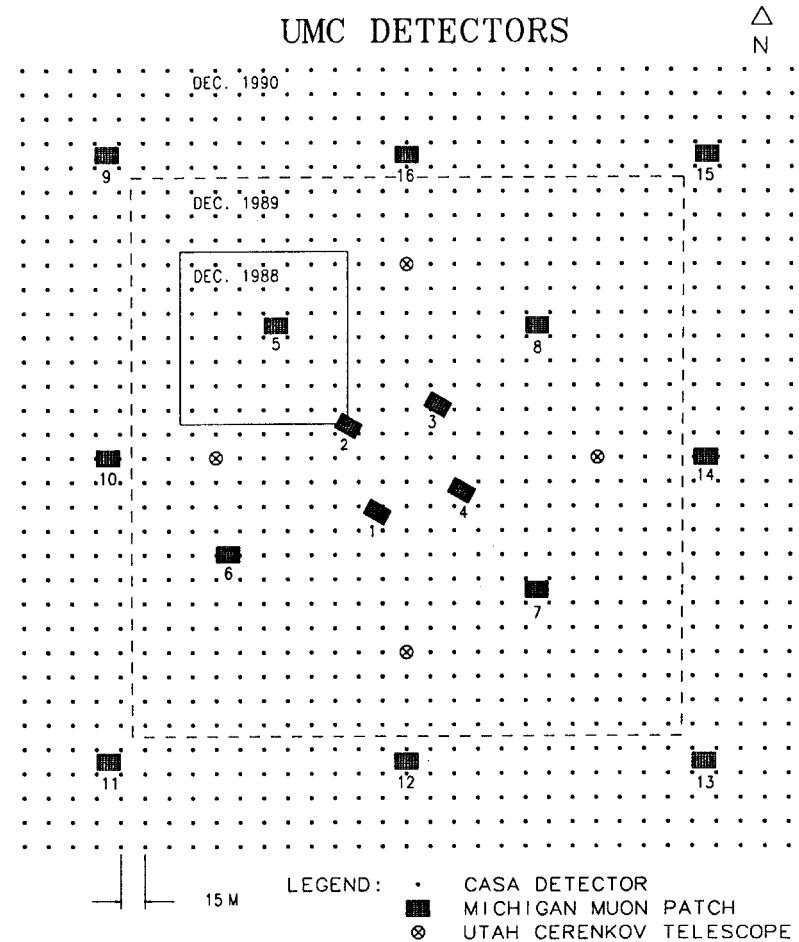 UMC DETECTORS
N
DEC. 1990
9
16
15
DEC. 1989
DEC. 1988
5
8
3
2
10
14
4
1
6
7
11
12
13
15 M
LEGEND:
CASA DETECTOR
MICHIGAN MUON PATCH
UTAH CERENKOV TELESCOPE